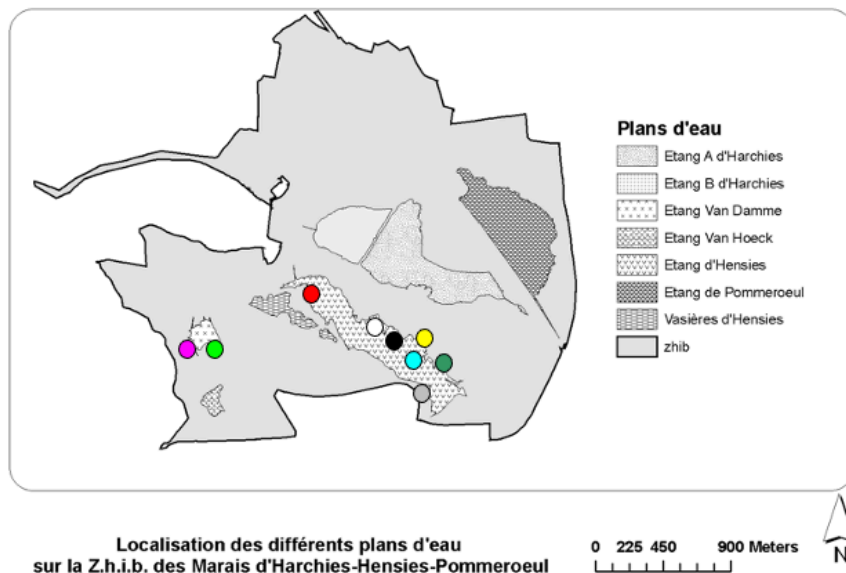 Plans d'eau
Etang A d'Harchies
Etang B d'Harchies
Etang Van Damme
Etang Van Hoeck
Etang d'Hensies
Etang de Pommeroeul
Vasières d'Hensies
zhib
Localisation des différents plans d'eau
sur la Z.h.i.b. des Marais d'Harchies-Hensies-Pommeroeul
0 225 450 900 Meters
N